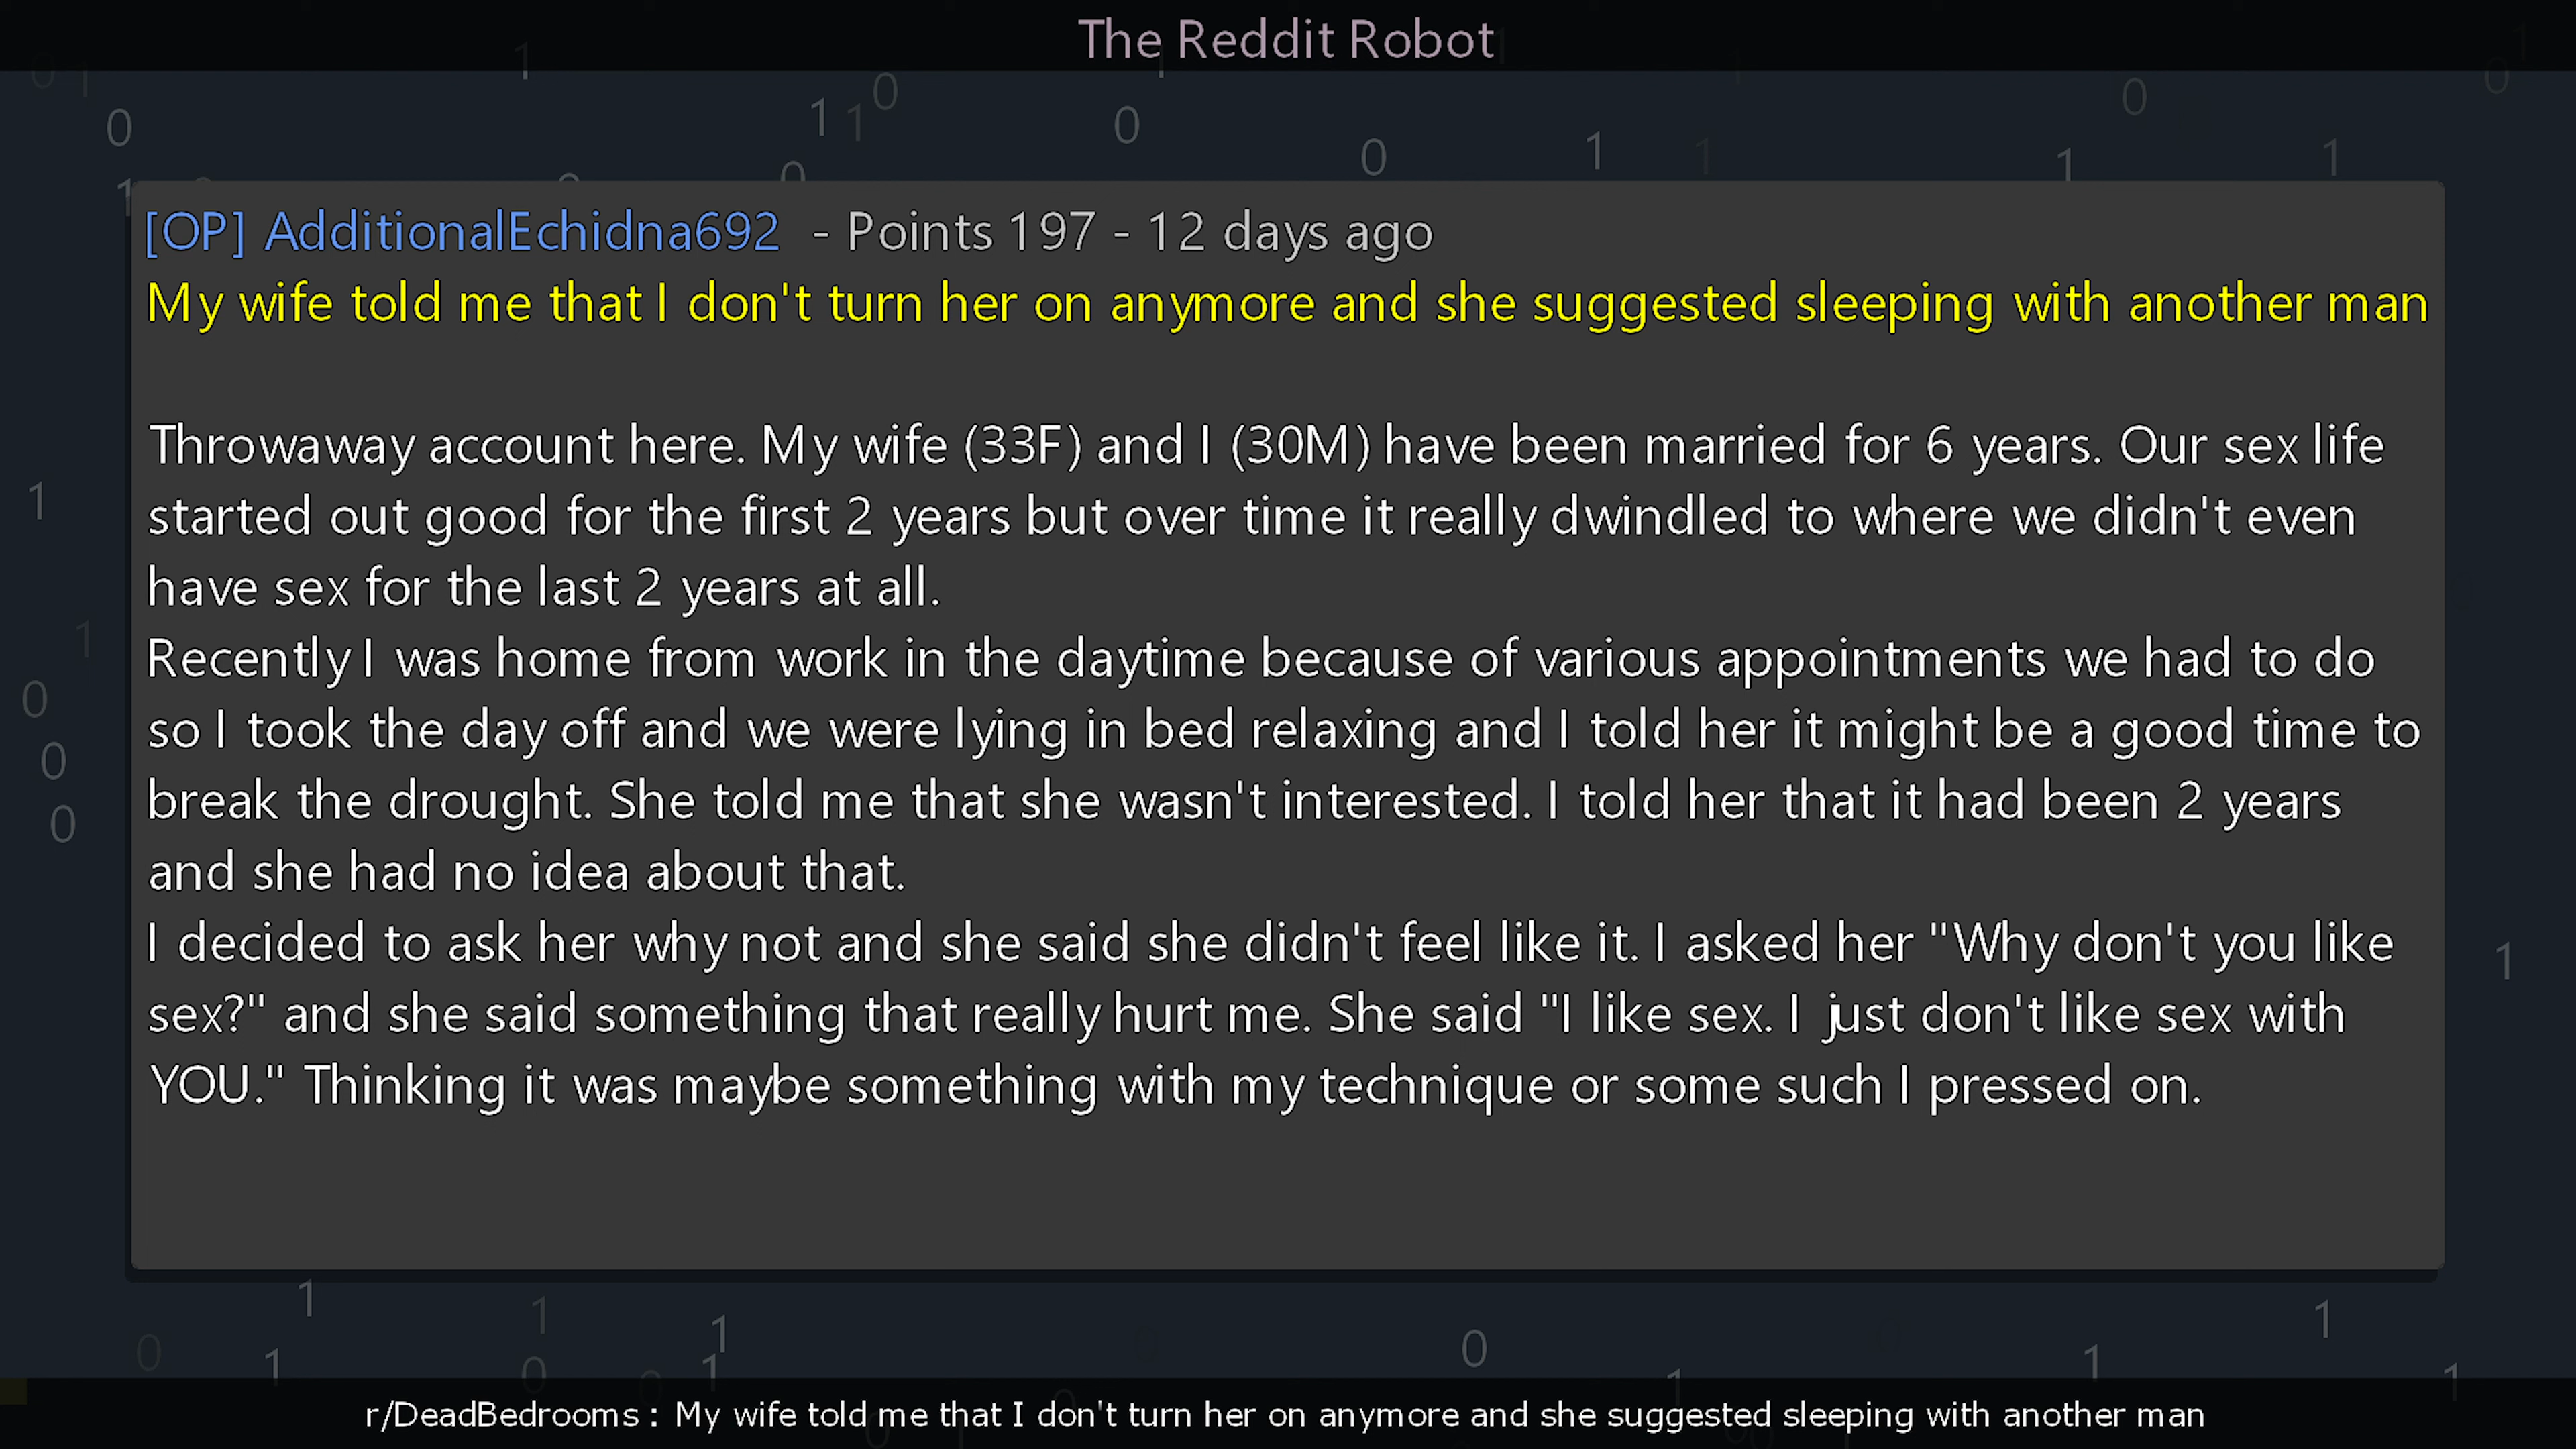 The Reddit Robot
[OP] AdditionalEchidna692 - Points 197 - 12 days ago
My wife told me that I don't turn her on anymore and she suggested sleeping with another man
Throwaway account here. My wife (33F) and I (30M) have been married for 6 years. Our sex life
started out good for the first 2 years but over time it really dwindled to where we didn't even
have sex for the last 2 years at all.
Recently I was home from work in the daytime because of various appointments we had to do
so I took the day off and we were lying in bed relaxing and I told her it might be a good time to
break the drought. She told me that she wasn't interested. I told her that it had been 2 years
and she had no idea about that.
I decided to ask her why not and she said she didn't feel like it. I asked her "Why don't you like
sex?" and she said something that really hurt me. She said "I like sex. I just don't like sex with
YOU." Thinking it was maybe something with my technique or some such I pressed on.
r/DeadBedrooms : My wife told me that I don't turn her on anymore and she suggested sleeping with another man